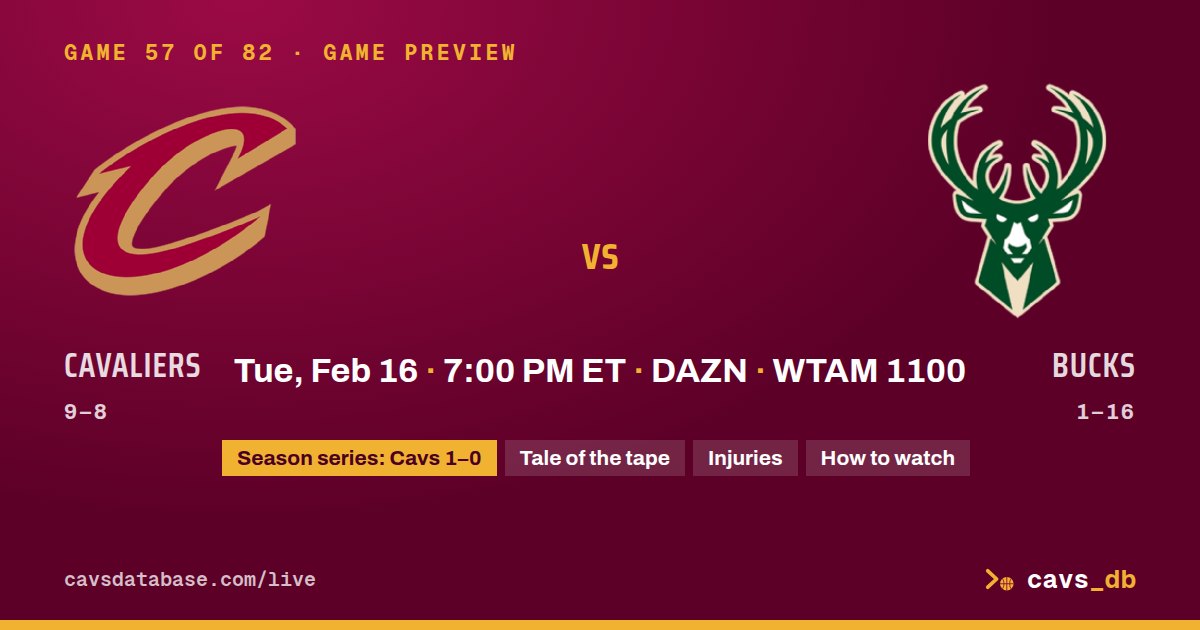 GAME 57 OF 82 · GAME PREVIEW
VS
CAVALIERS
Tue, Feb 16 · 7:00 PM ET · DAZN · WTAM 1100
BUCKS
9–8
1–16
Season series: Cavs 1–0
Tale of the tape
Injuries
How to watch
cavsdatabase.com/live
cavs_db